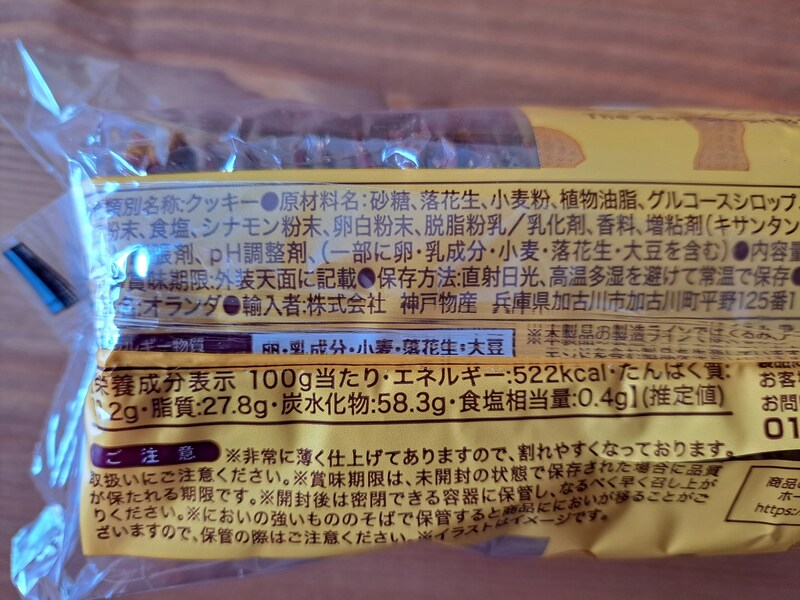 The
類別名称:クッキー●原材料名:砂糖、落花生、小麦粉、植物油脂、グルコースシロップ、
粉末、食塩、シナモン粉末、卵白粉末、脱脂粉乳／乳化剤、香料、増粘剤(キサンタン
張剤、pH調整剤、(一部に卵・乳成分・小麦・落花生・大豆を含む)●内容量
賞味期限:外装天面に記載●保存方法:直射日光、高温多湿を避けて常温で保存●
名:オランダ●輸入者:株式会社 神戸物産 兵庫県加古川市加古川町平野125番1
ルギー物質 卵・乳成分・小麦・落花生・大豆
※本製品の製造ラインでは
栄養成分表示 100g当たり・エネルギー:522kcal・たんぱく質:
.2g・脂質:27.8g・炭水化物:58.3g・食塩相当量:0.4g】(推定値)
お客
お問
01
ご注意 ※非常に薄く仕上げてありますので、割れやすくなっております。
取扱いにご注意ください。※賞味期限は、未開封の状態で保存された場合に品質
が保たれる期限です。※開封後は密閉できる容器に保管し、なるべく早く召し上が
りください。※においの強いもののそばで保管すると商品ににおいが移ることがご
ざいますので、保管の際はご注意ください。※イラストはイメージです。
商品の
ホー
https:/